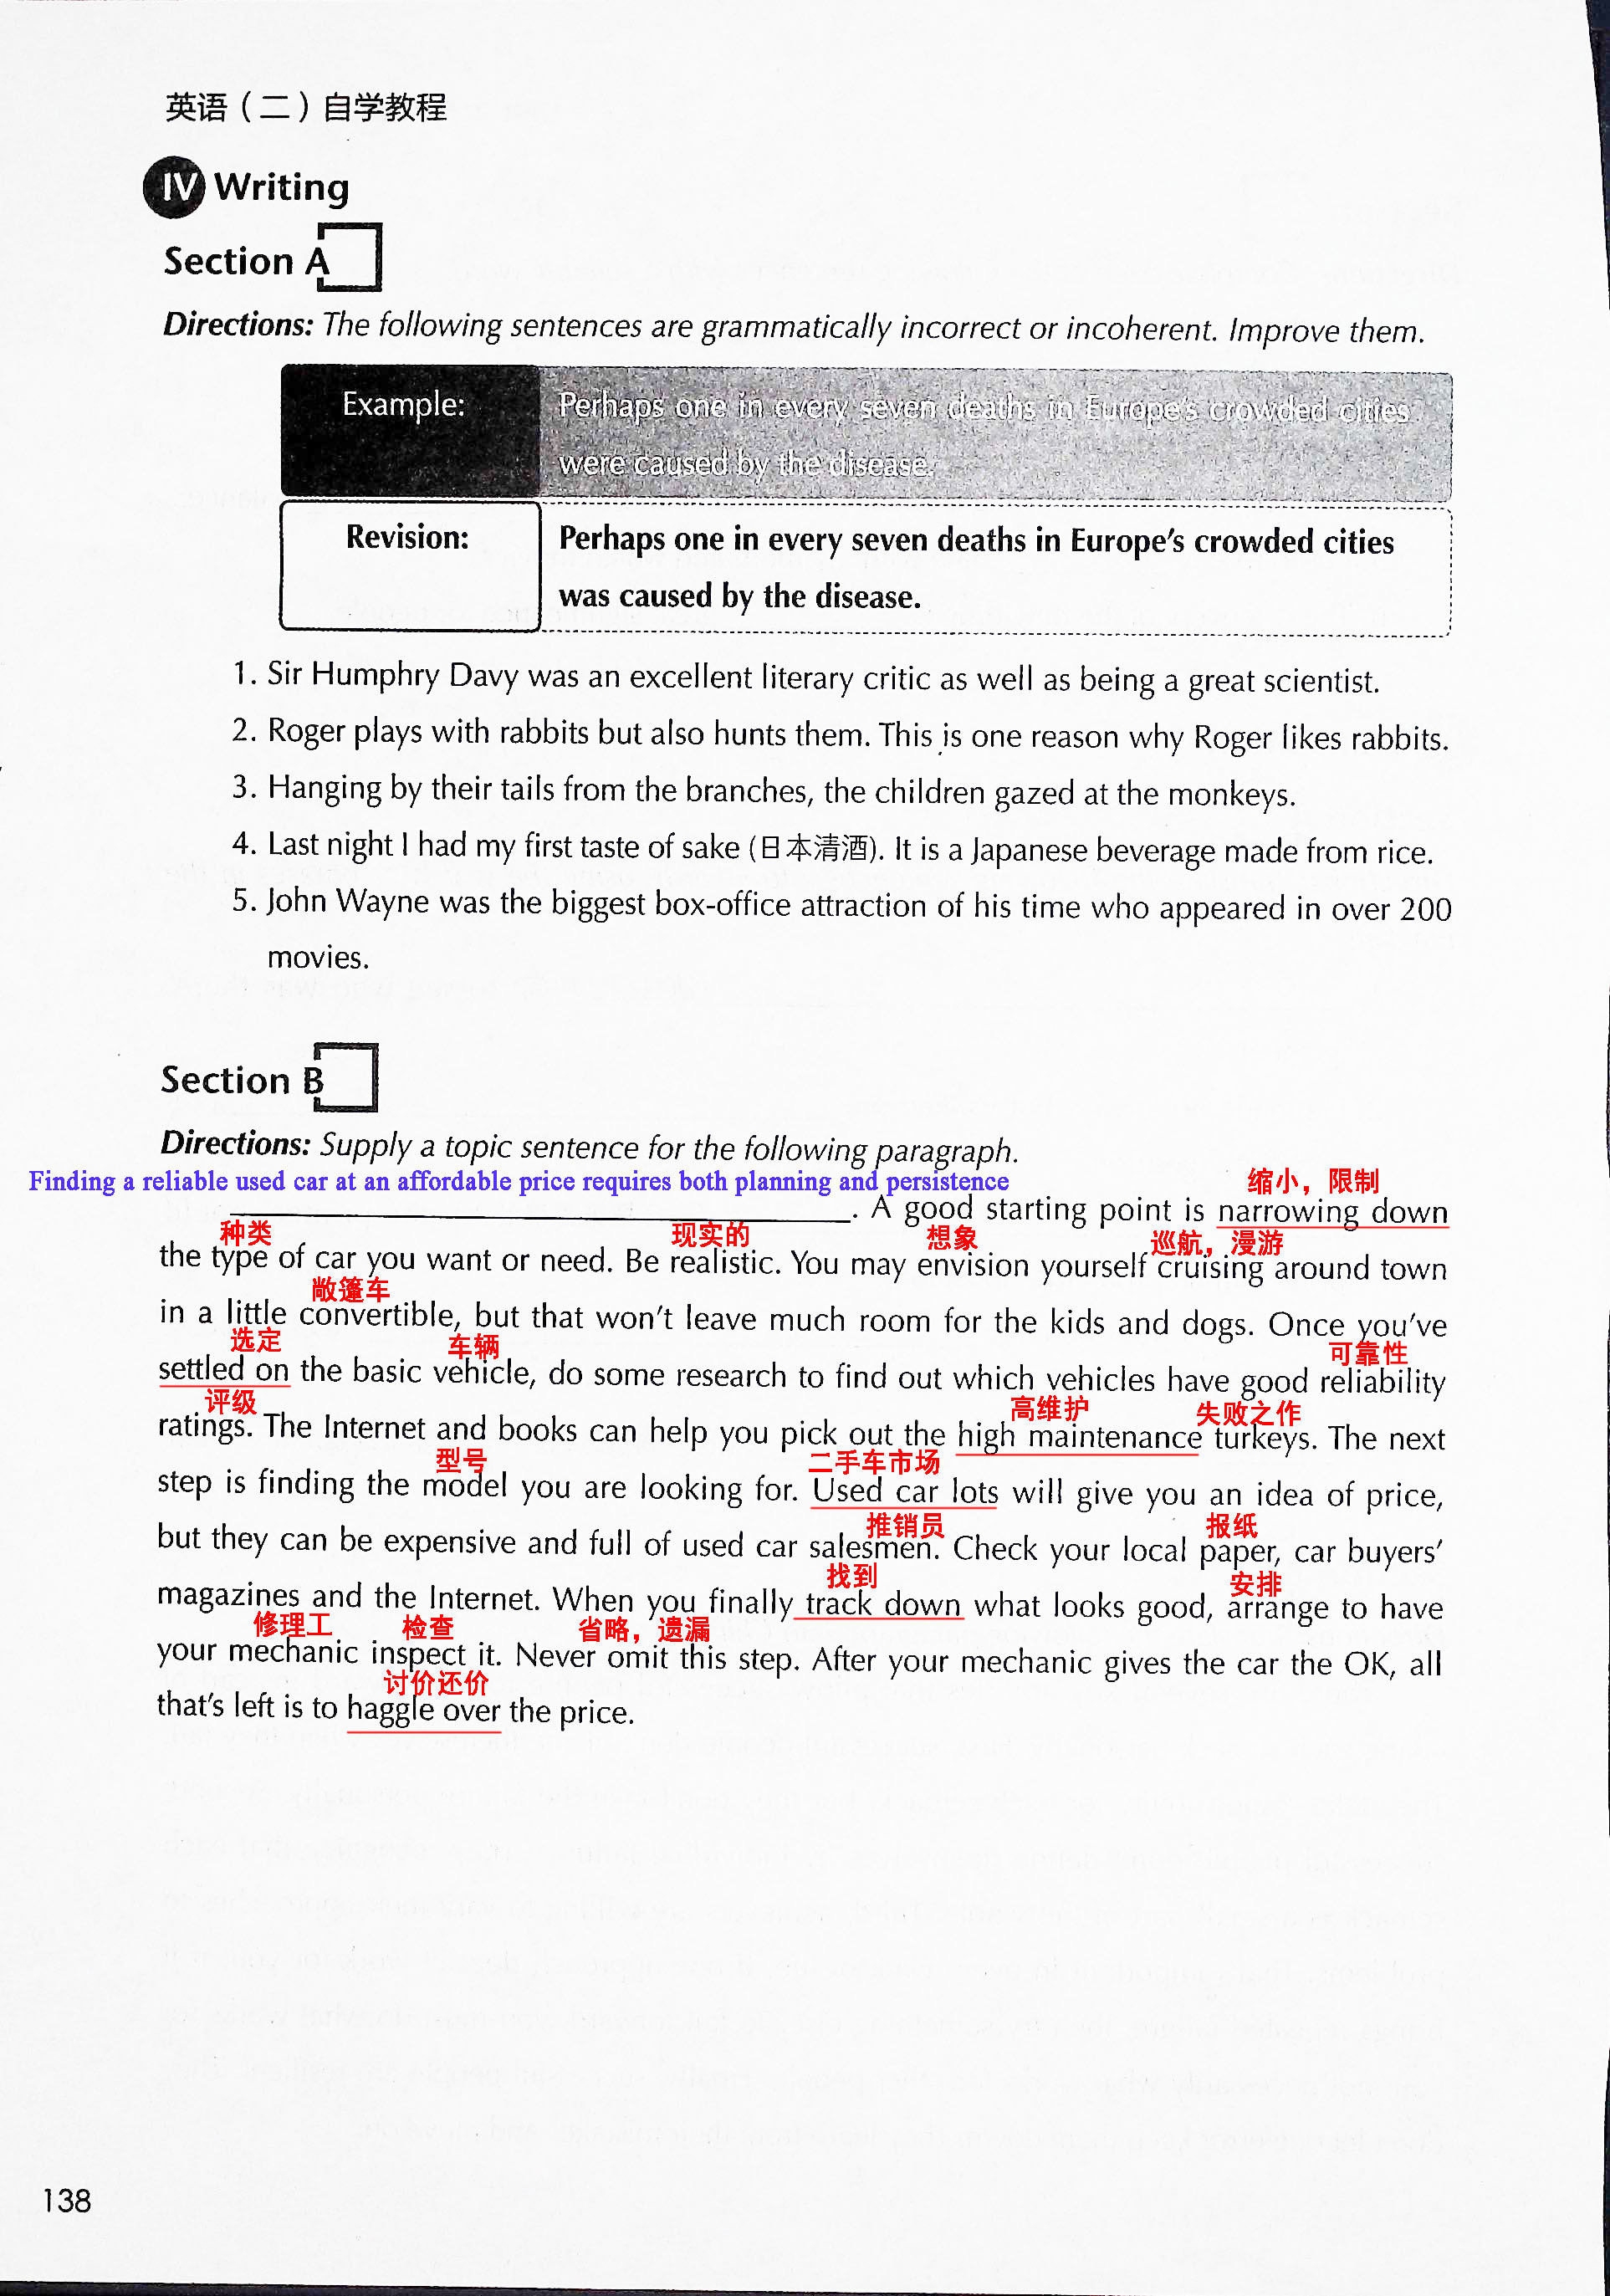 英语（二）自学教程
IV Writing
Section A
Directions: The following sentences are grammatically incorrect or incoherent. Improve them.
Example: Perhaps one in every seven deaths in Europe's crowded cities
were caused by the disease.
Revision: Perhaps one in every seven deaths in Europe's crowded cities
was caused by the disease.
1. Sir Humphry Davy was an excellent literary critic as well as being a great scientist.
2. Roger plays with rabbits but also hunts them. This is one reason why Roger likes rabbits.
3. Hanging by their tails from the branches, the children gazed at the monkeys.
4. Last night I had my first taste of sake (日本清酒). It is a Japanese beverage made from rice.
5. John Wayne was the biggest box-office attraction of his time who appeared in over 200
movies.
Section B
Directions: Supply a topic sentence for the following paragraph.
Finding a reliable used car at an affordable price requires both planning and persistence
缩小，限制
. A good starting point is narrowing down
种类 现实的 想象 巡航，漫游
the type of car you want or need. Be realistic. You may envision yourself cruising around town
敞篷车
in a little convertible, but that won't leave much room for the kids and dogs. Once you've
选定 车辆 可靠性
settled on the basic vehicle, do some research to find out which vehicles have good reliability
评级 高维护 失败之作
ratings. The Internet and books can help you pick out the high maintenance turkeys. The next
型号 二手车市场
step is finding the model you are looking for. Used car lots will give you an idea of price,
推销员 报纸
but they can be expensive and full of used car salesmen. Check your local paper, car buyers'
找到 安排
magazines and the Internet. When you finally track down what looks good, arrange to have
修理工 检查 省略，遗漏
your mechanic inspect it. Never omit this step. After your mechanic gives the car the OK, all
讨价还价
that's left is to haggle over the price.
138